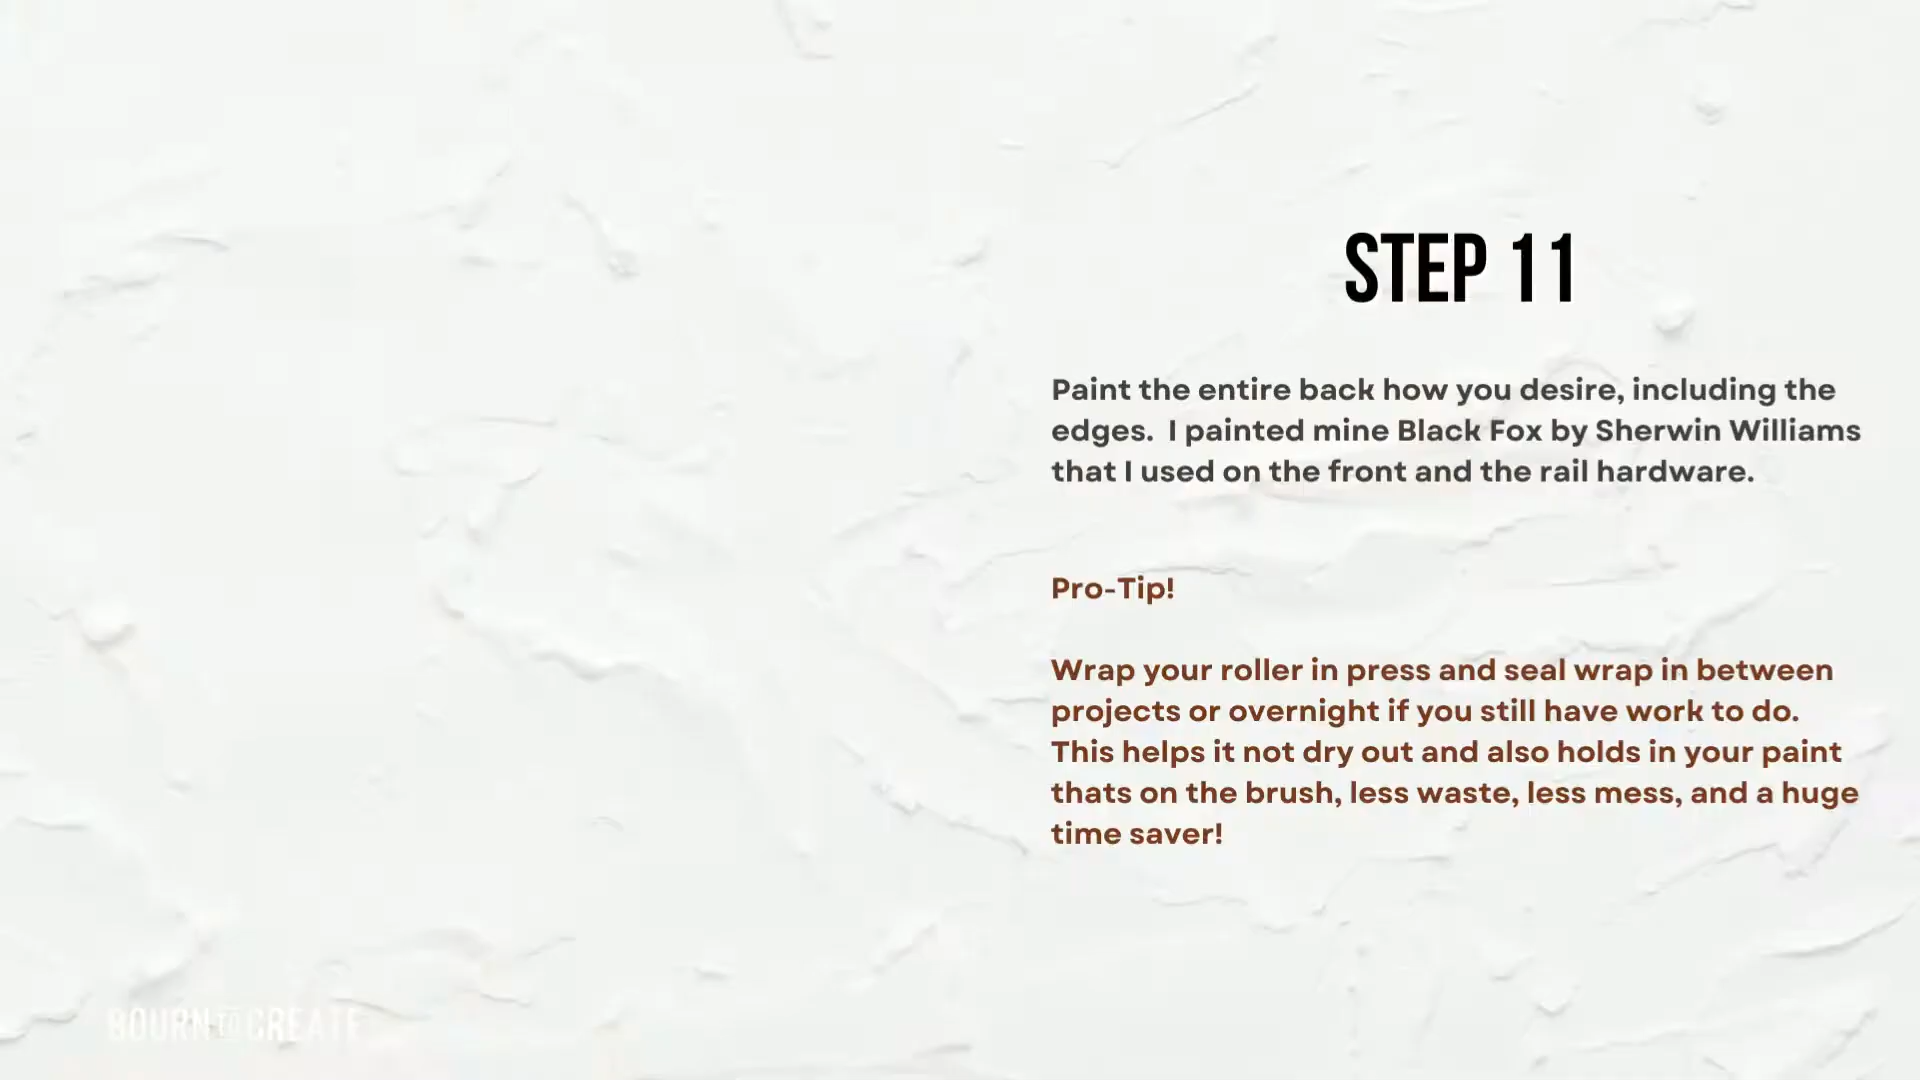 STEP 11
Paint the entire back how you desire, including the
edges.  I painted mine Black Fox by Sherwin Williams
that I used on the front and the rail hardware.
Pro-Tip!
Wrap your roller in press and seal wrap in between
projects or overnight if you still have work to do.
This helps it not dry out and also holds in your paint
thats on the brush, less waste, less mess, and a huge
time saver!
BOURN TO CREATE